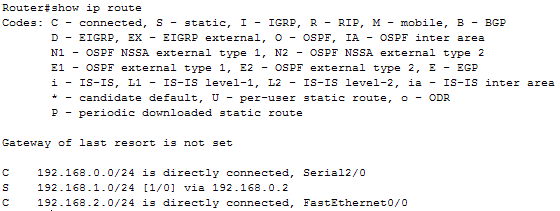 Router#show ip route
Codes: C - connected, S - static, I - IGRP, R - RIP, M - mobile, B - BGP
D - EIGRP, EX - EIGRP external, O - OSPF, IA - OSPF inter area
N1 - OSPF NSSA external type 1, N2 - OSPF NSSA external type 2
E1 - OSPF external type 1, E2 - OSPF external type 2, E - EGP
i - IS-IS, L1 - IS-IS level-1, L2 - IS-IS level-2, ia - IS-IS inter area
* - candidate default, U - per-user static route, o - ODR
P - periodic downloaded static route
Gateway of last resort is not set
C 192.168.0.0/24 is directly connected, Serial2/0
S 192.168.1.0/24 [1/0] via 192.168.0.2
C 192.168.2.0/24 is directly connected, FastEthernet0/0